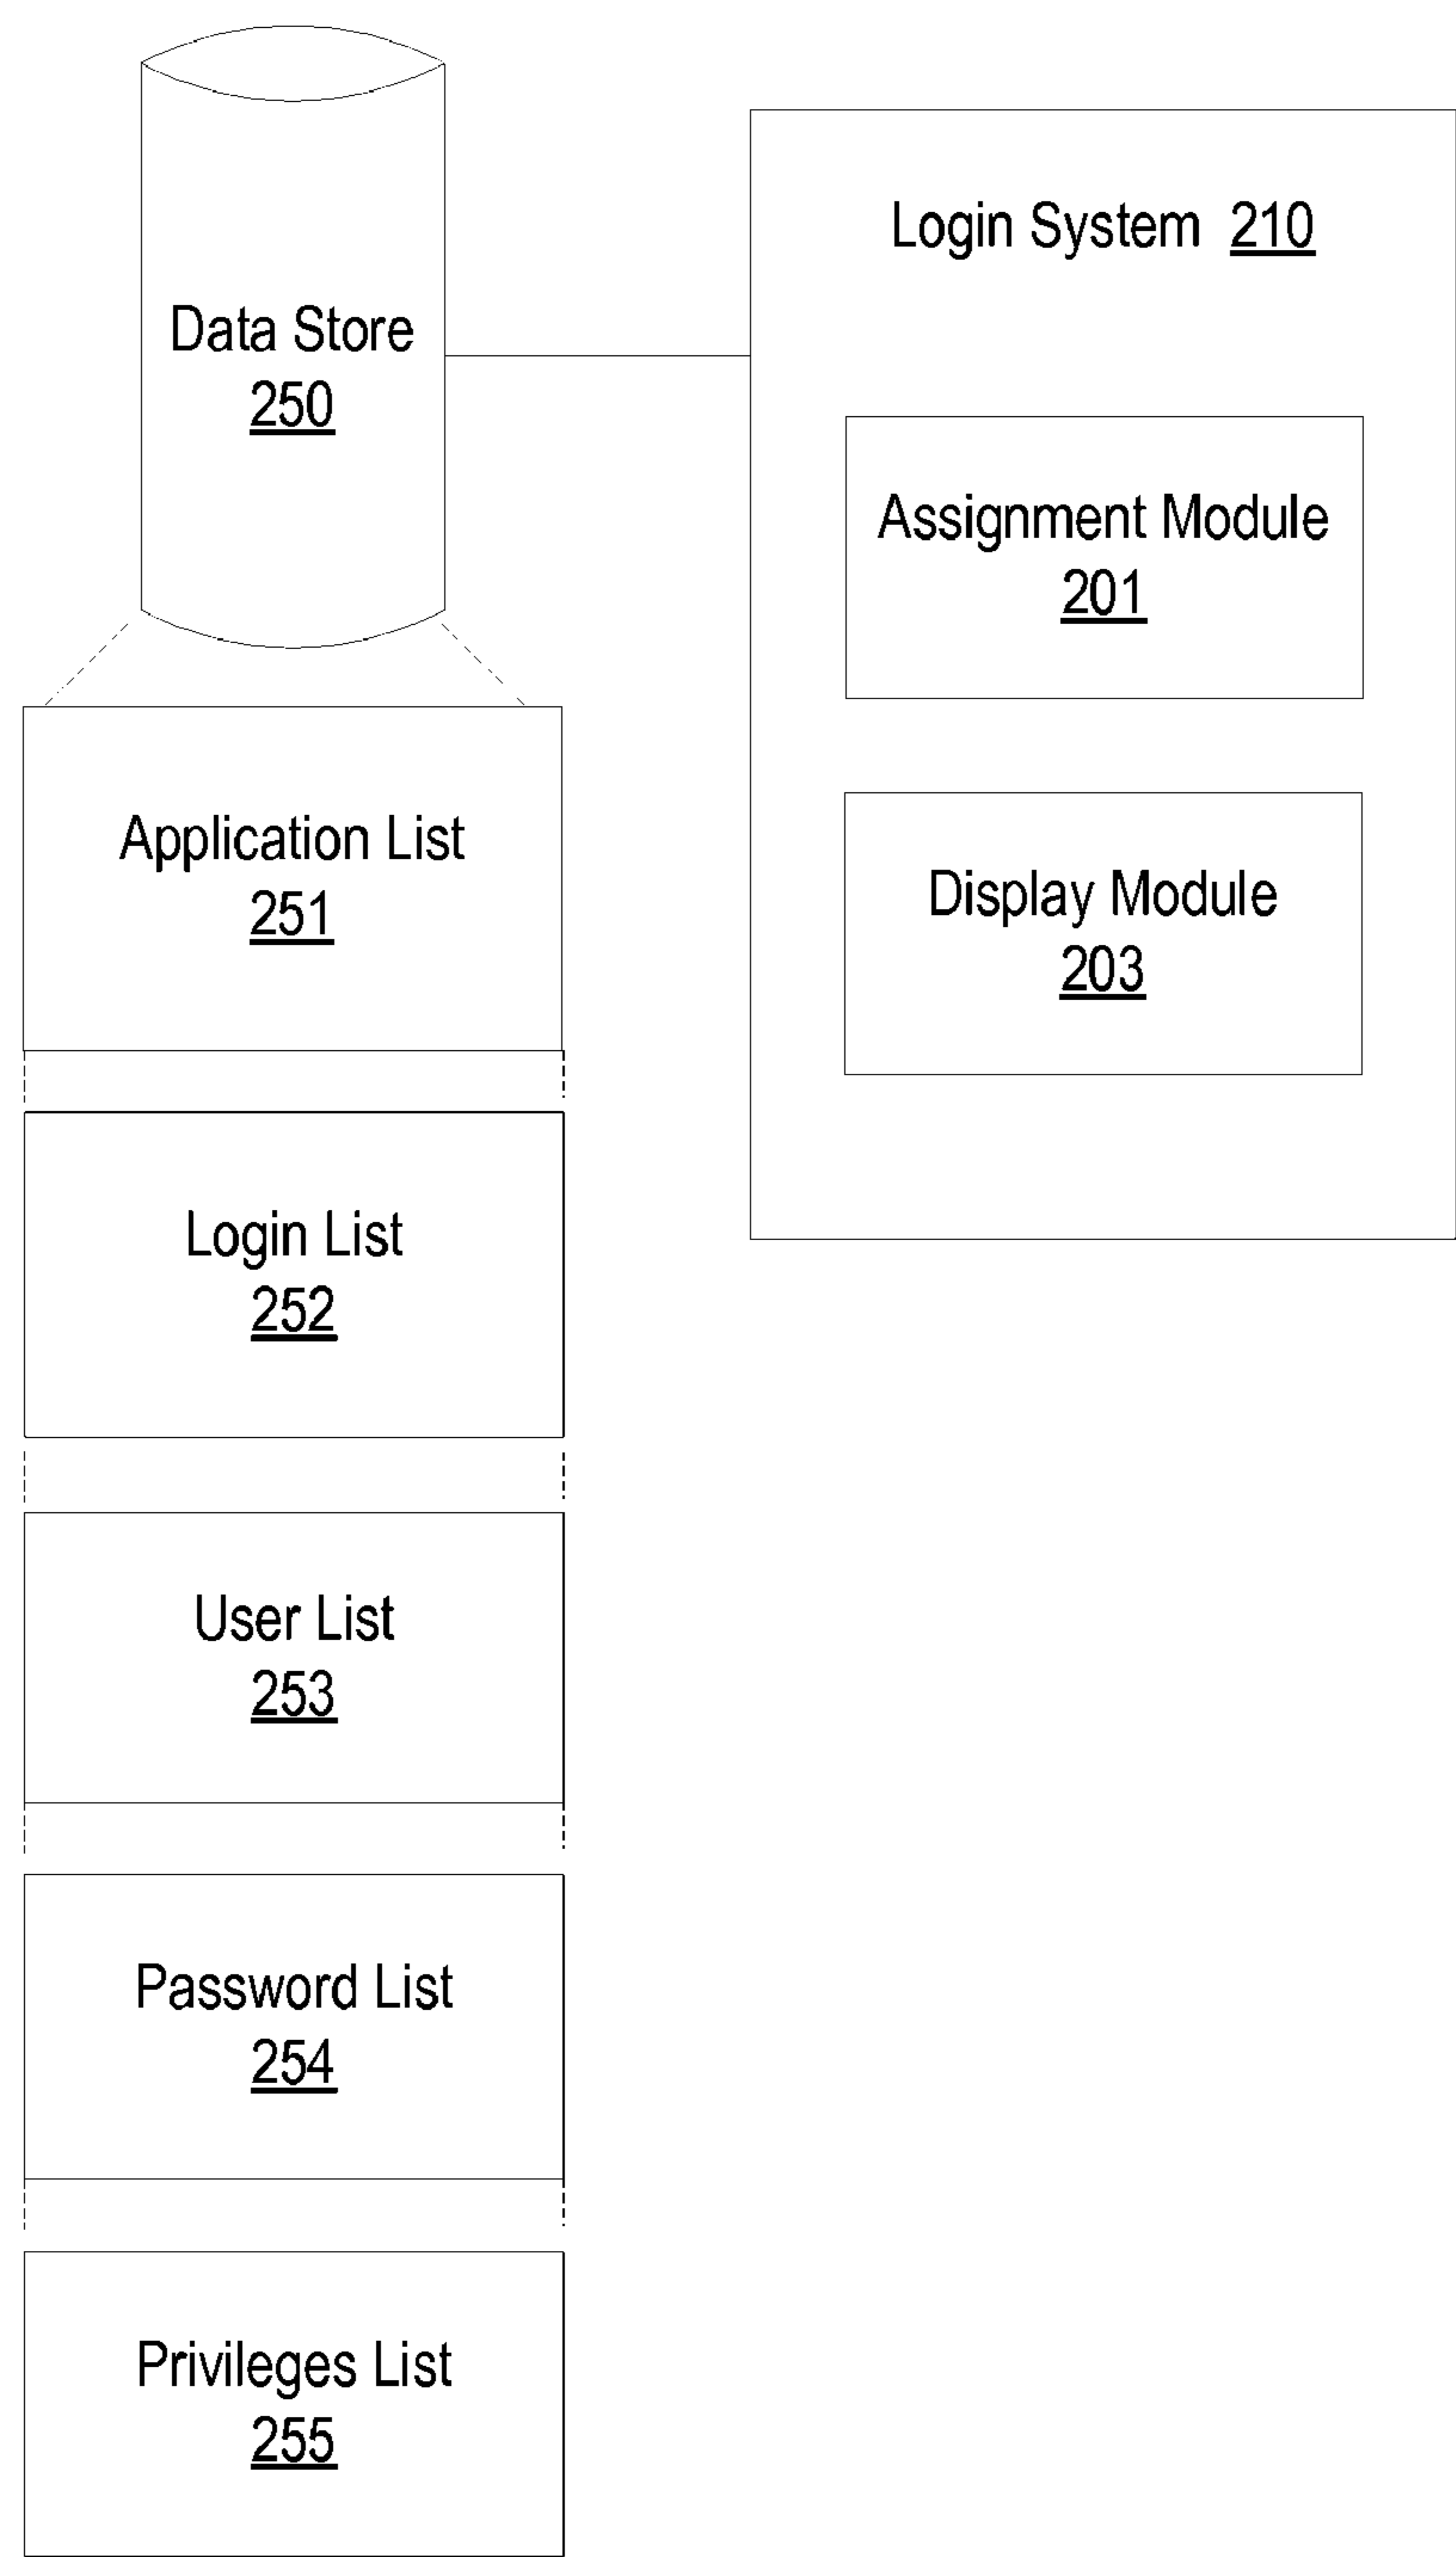 Data Store
250
Login System 210
Assignment Module
201
Display Module
203
Application List
251
Login List
252
User List
253
Password List
254
Privileges List
255